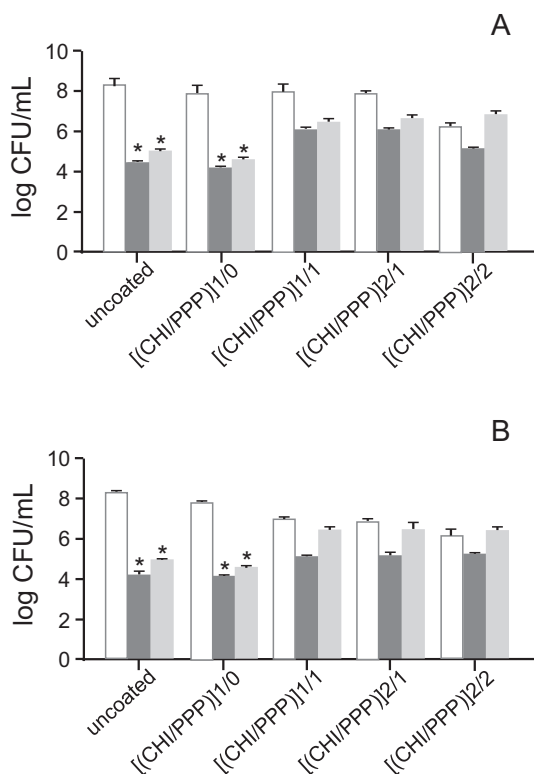 A
log CFU/mL
10
8
6
4
2
0
* * * *
uncoated
[(CHI/PPP)]1/0
[(CHI/PPP)]1/1
[(CHI/PPP)]2/1
[(CHI/PPP)]2/2
B
log CFU/mL
10
8
6
4
2
0
* * * *
uncoated
[(CHI/PPP)]1/0
[(CHI/PPP)]1/1
[(CHI/PPP)]2/1
[(CHI/PPP)]2/2